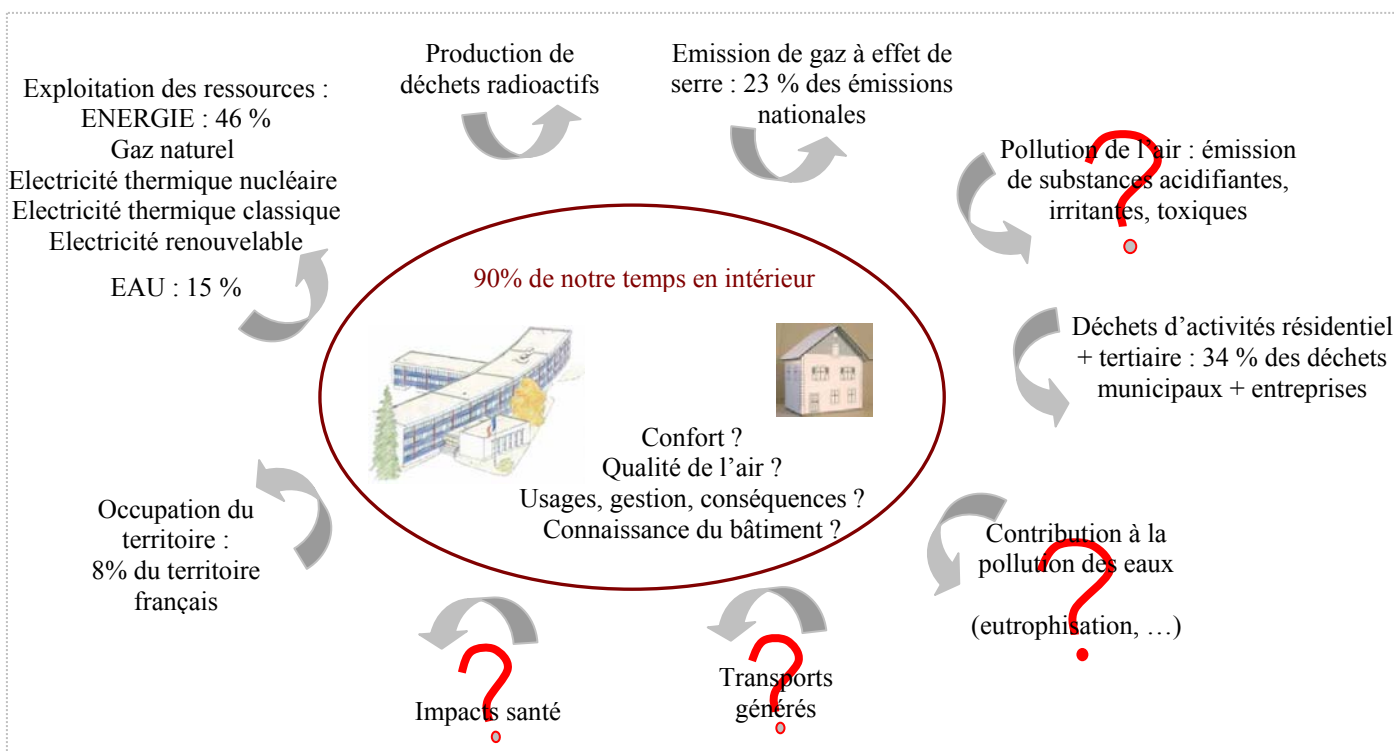 Production de
déchets radioactifs
Emission de gaz à effet de
serre : 23 % des émissions
nationales
Exploitation des ressources :
ENERGIE : 46 %
Gaz naturel
Electricité thermique nucléaire
Electricité thermique classique
Electricité renouvelable
EAU : 15 %
?
Pollution de l'air : émission
de substances acidifiantes,
irritantes, toxiques
90% de notre temps en intérieur
Déchets d'activités résidentiel
+ tertiaire : 34 % des déchets
municipaux + entreprises
Confort ?
Qualité de l'air ?
Usages, gestion, conséquences ?
Connaissance du bâtiment ?
Occupation du
territoire :
8% du territoire
français
?
Contribution à la
pollution des eaux
(eutrophisation, …)
?
Impacts santé
?
Transports
générés